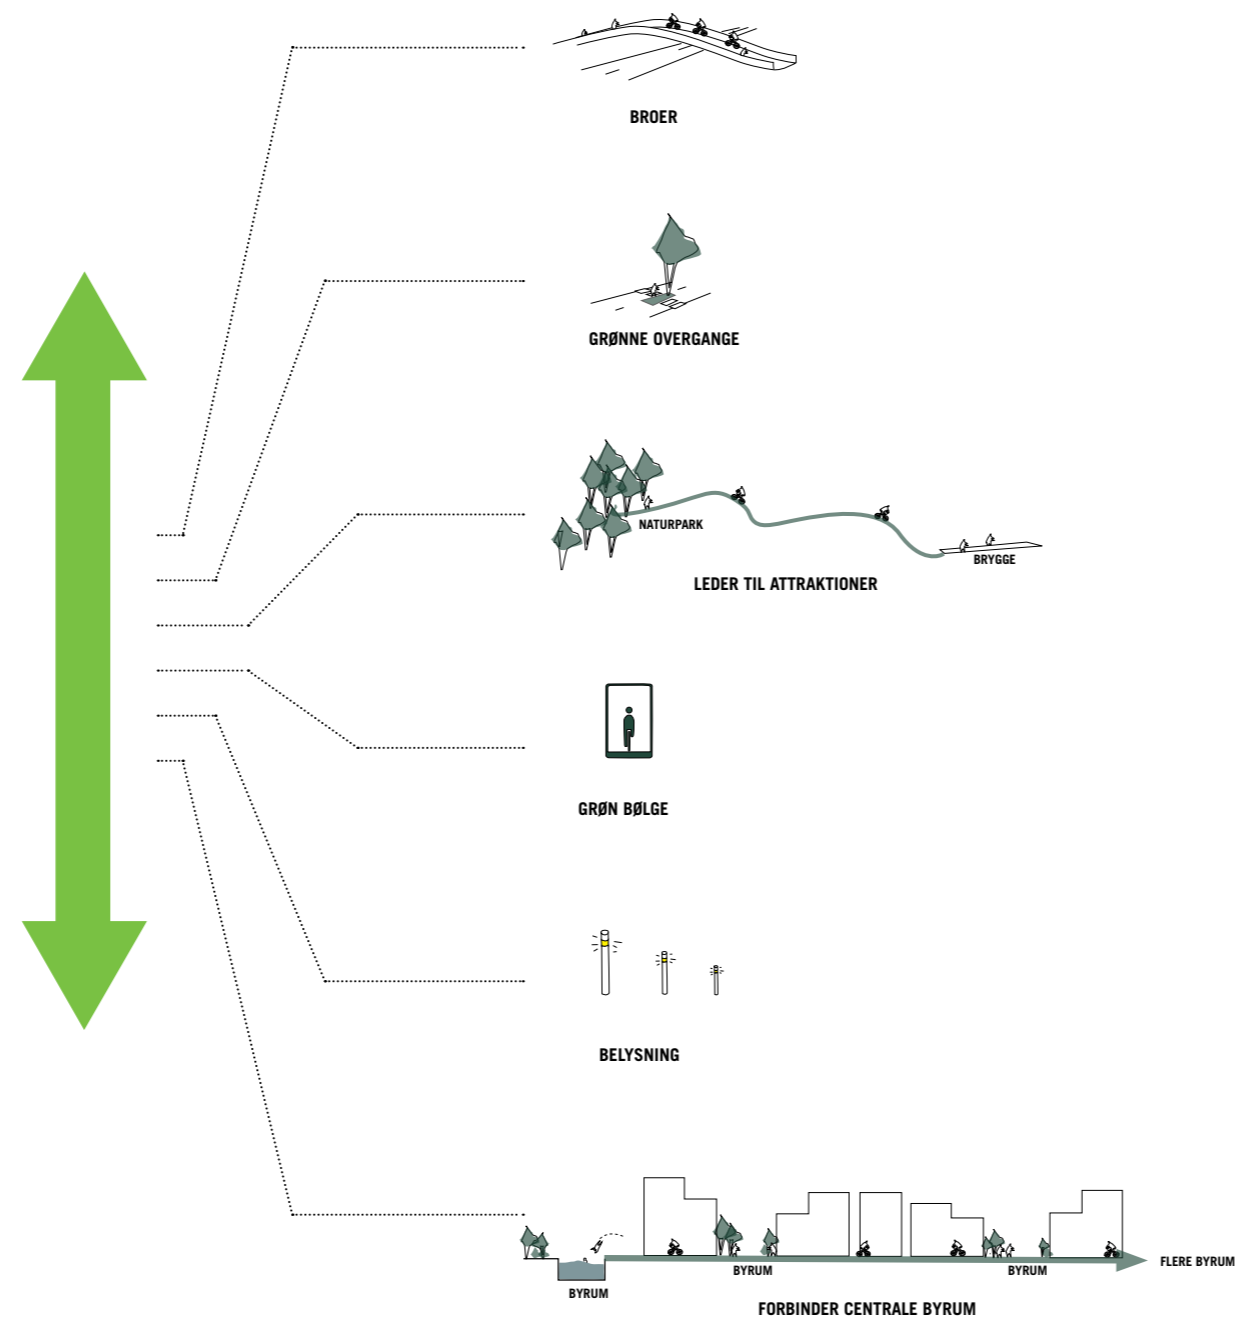 BROER
GRØNNE OVERGANGE
NATURPARK
BRYGGE
LEDER TIL ATTRAKTIONER
GRØN BØLGE
BELYSNING
BYRUM
BYRUM
BYRUM
FLERE BYRUM
FORBINDER CENTRALE BYRUM